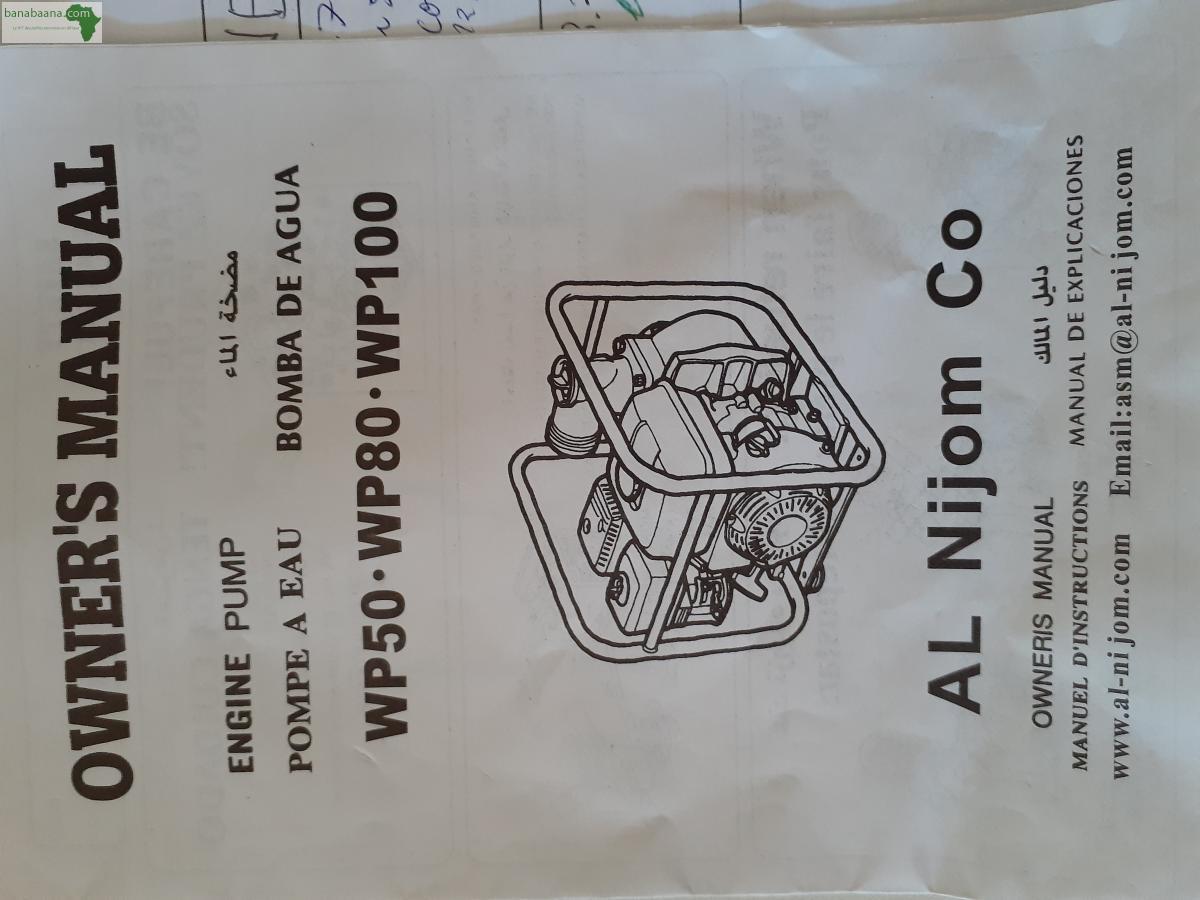 banabaana.com
OWNER'S MANUAL
ENGINE PUMP مضخة الماء
POMPE A EAU BOMBA DE AGUA
WP50·WP80·WP100
AL Nijom Co
OWNERIS MANUAL دليل المالك
MANUEL D'INSTRUCTIONS MANUAL DE EXPLICACIONES
www.al-nijom.com Email:asm@al-nijom.com